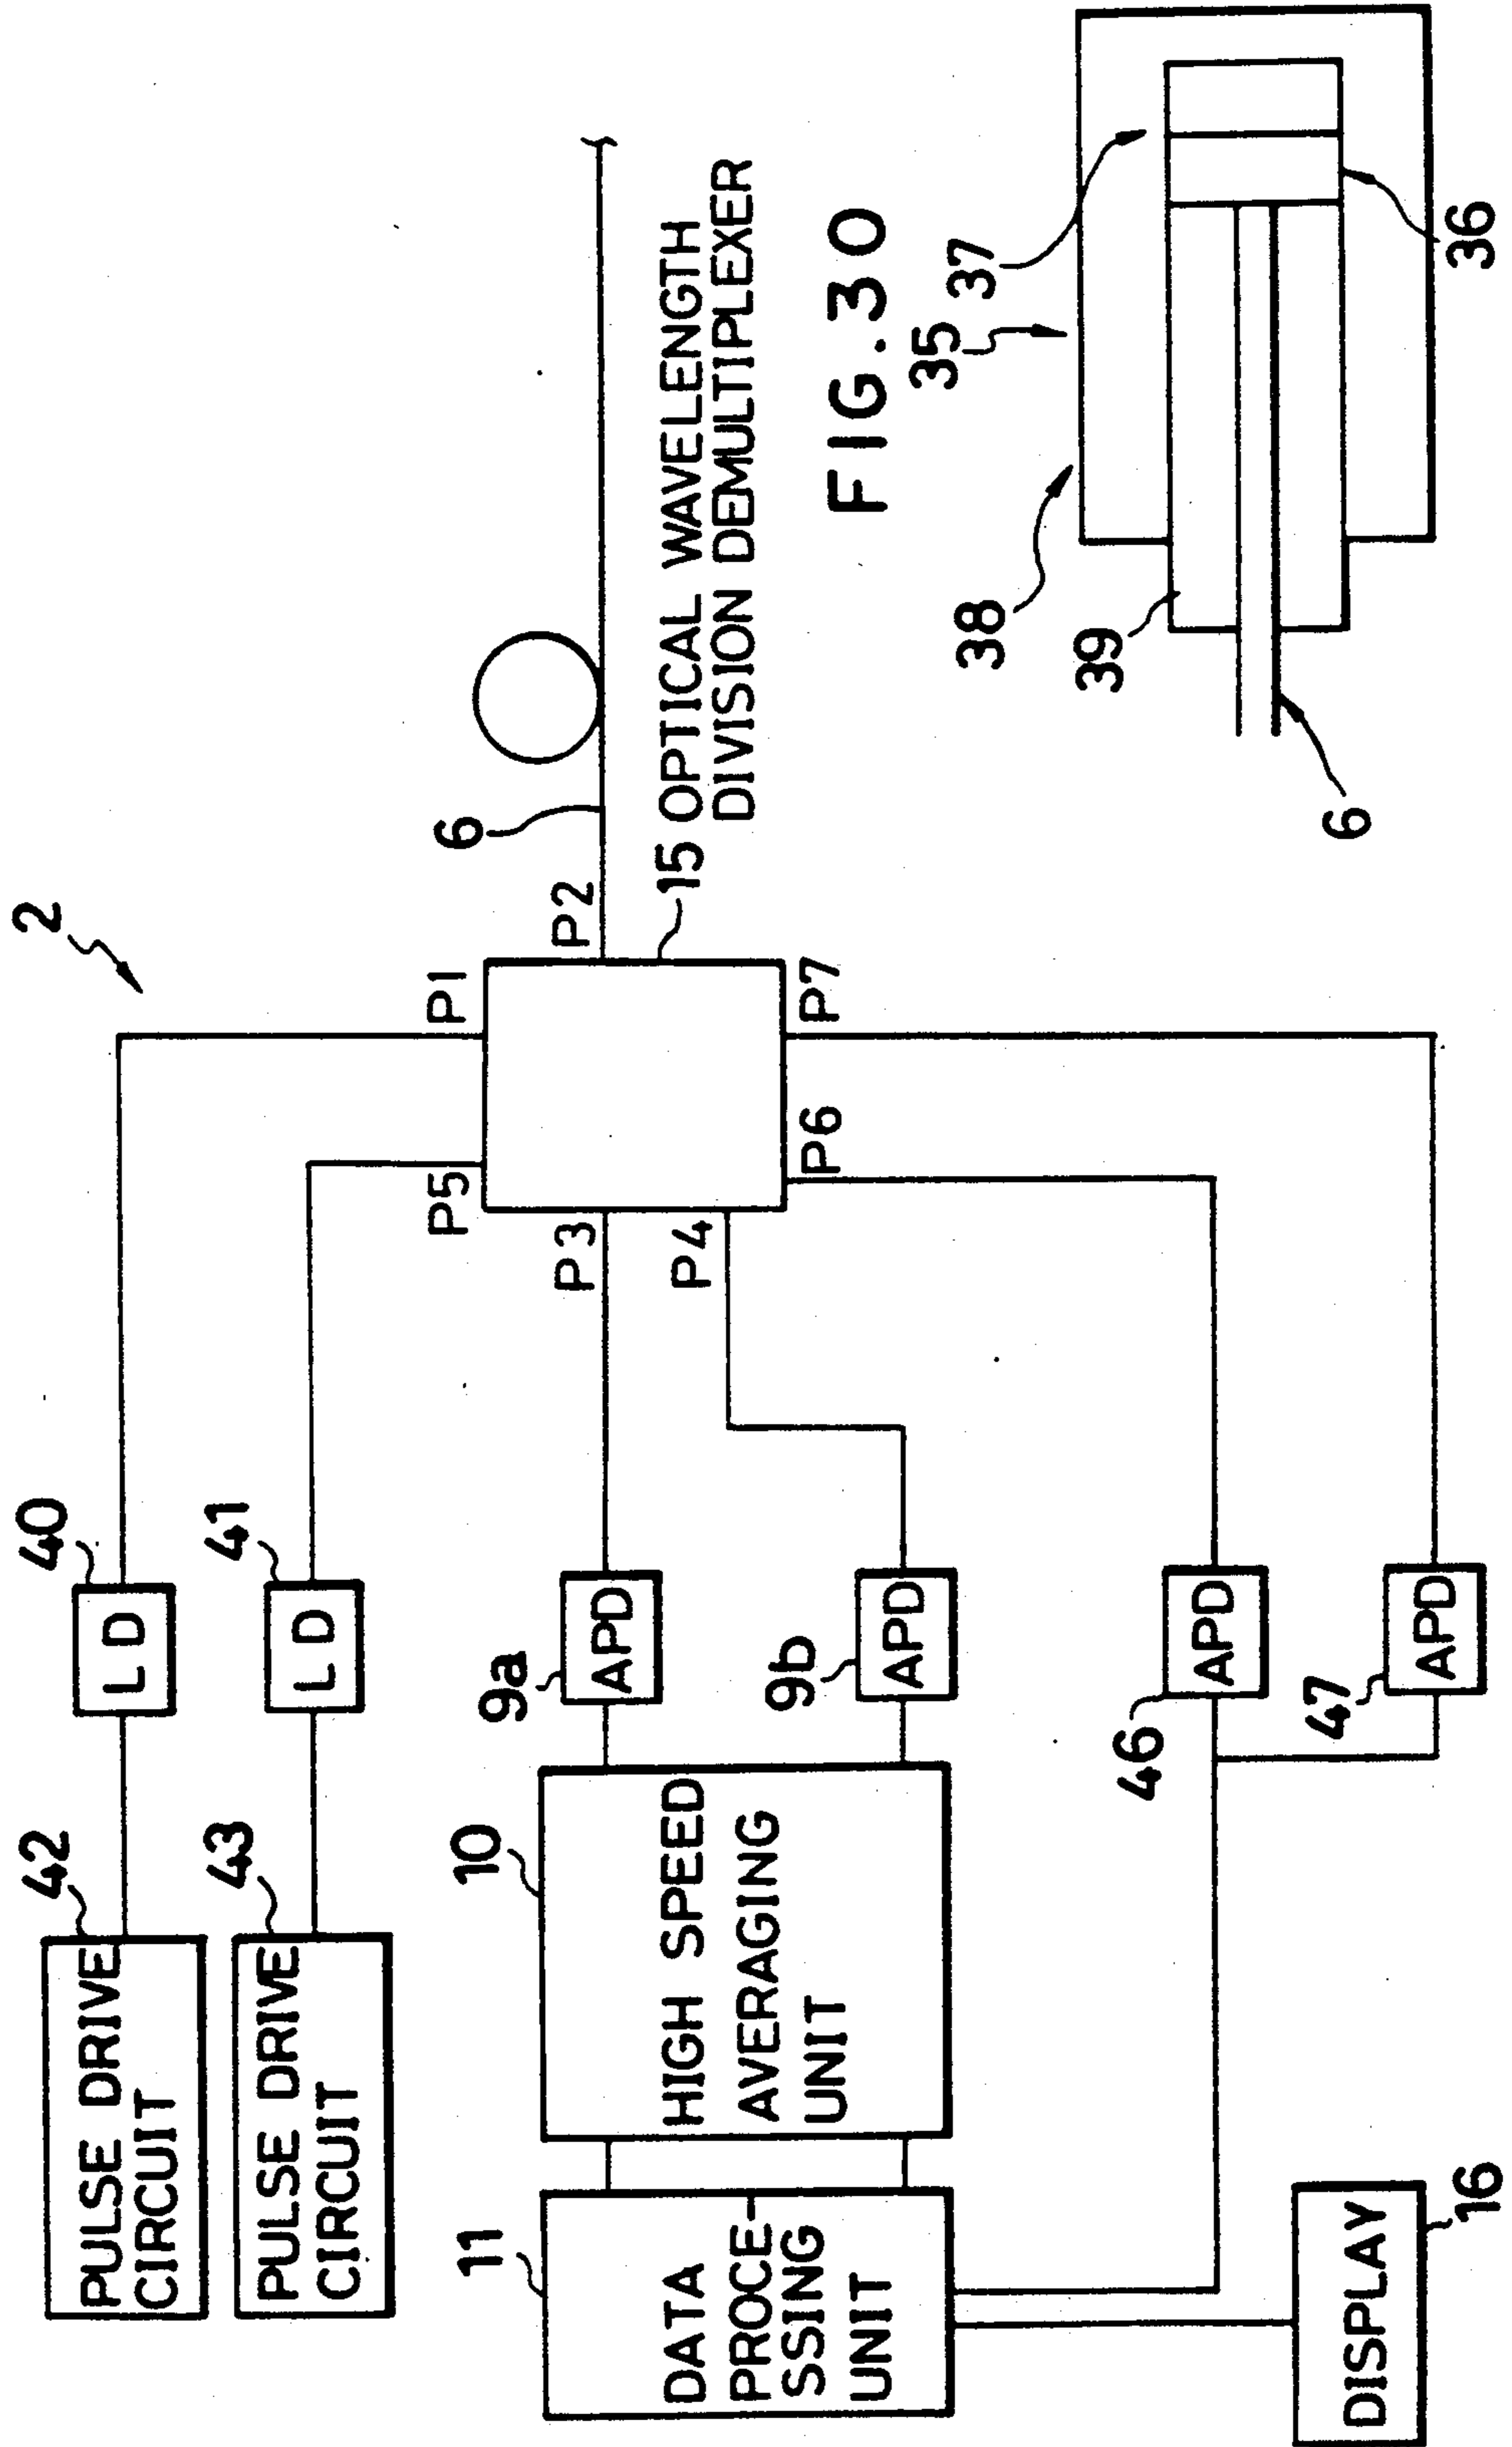 2
42
PULSE DRIVE
CIRCUIT
40
LD
P1
43
PULSE DRIVE
CIRCUIT
41
LD
P5
6
P2
11
DATA
PROCE-
SSING
UNIT
10
HIGH SPEED
AVERAGING
UNIT
9a
APD
P3
9b
APD
P4
15 OPTICAL WAVELENGTH
DIVISION DEMULTIPLEXER
P6
P7
46
APD
47
APD
DISPLAY
16
FIG.30
35
37
38
39
36
6